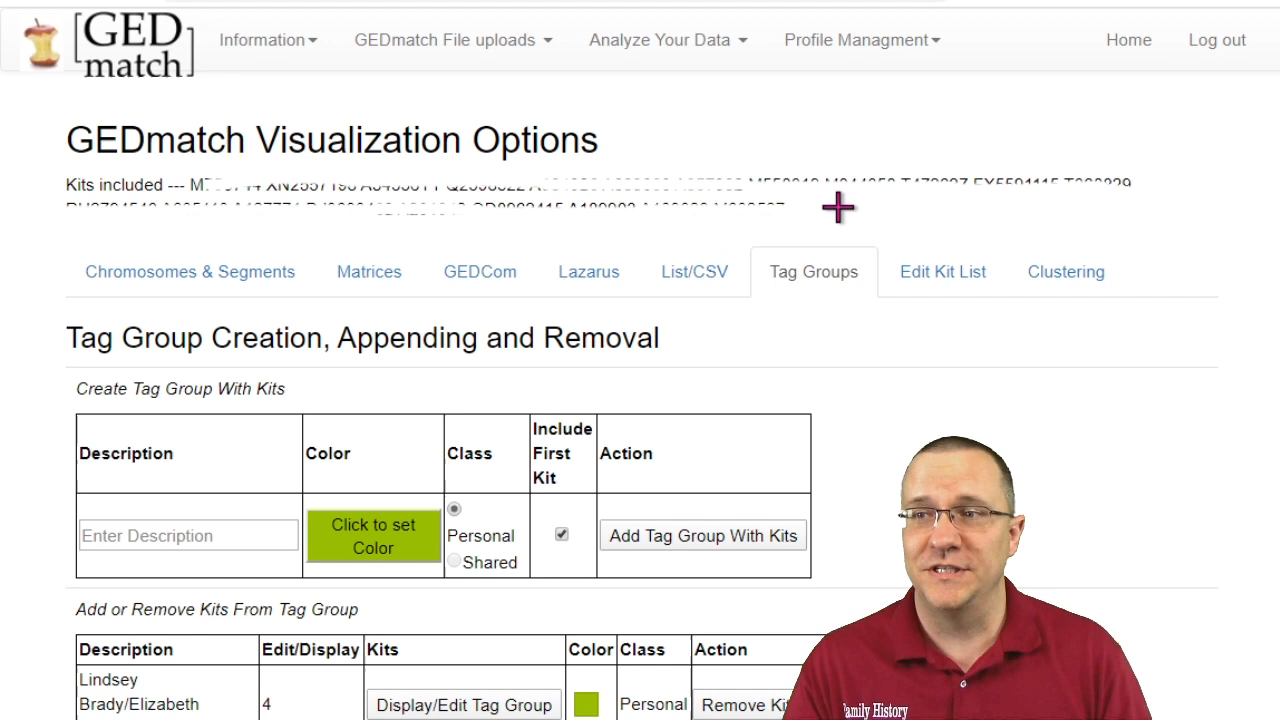 [GED
match]
Information GEDmatch File uploads Analyze Your Data Profile Managment Home Log out
GEDmatch Visualization Options
Kits included ---
Chromosomes & Segments Matrices GEDCom Lazarus List/CSV Tag Groups Edit Kit List Clustering
Tag Group Creation, Appending and Removal
Create Tag Group With Kits
Description Color Class Include First Kit Action
Enter Description Click to set Color Personal Shared Add Tag Group With Kits
Add or Remove Kits From Tag Group
Description Edit/Display Kits Color Class Action
Lindsey
Brady/Elizabeth 4 Display/Edit Tag Group Personal Remove
Family History